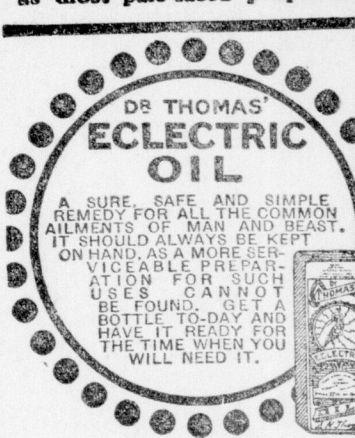 DR THOMAS'
ECLECTRIC
OIL
A SURE, SAFE AND SIMPLE
REMEDY FOR ALL THE COMMON
AILMENTS OF MAN AND BEAST.
IT SHOULD ALWAYS BE KEPT
ON HAND, AS A MORE SER-
VICEABLE PREPAR-
ATION FOR SUCH
USES CANNOT
BE FOUND. GET A
BOTTLE TO-DAY AND
HAVE IT READY FOR
THE TIME WHEN YOU
WILL NEED IT.
THOMAS
ECLECTR